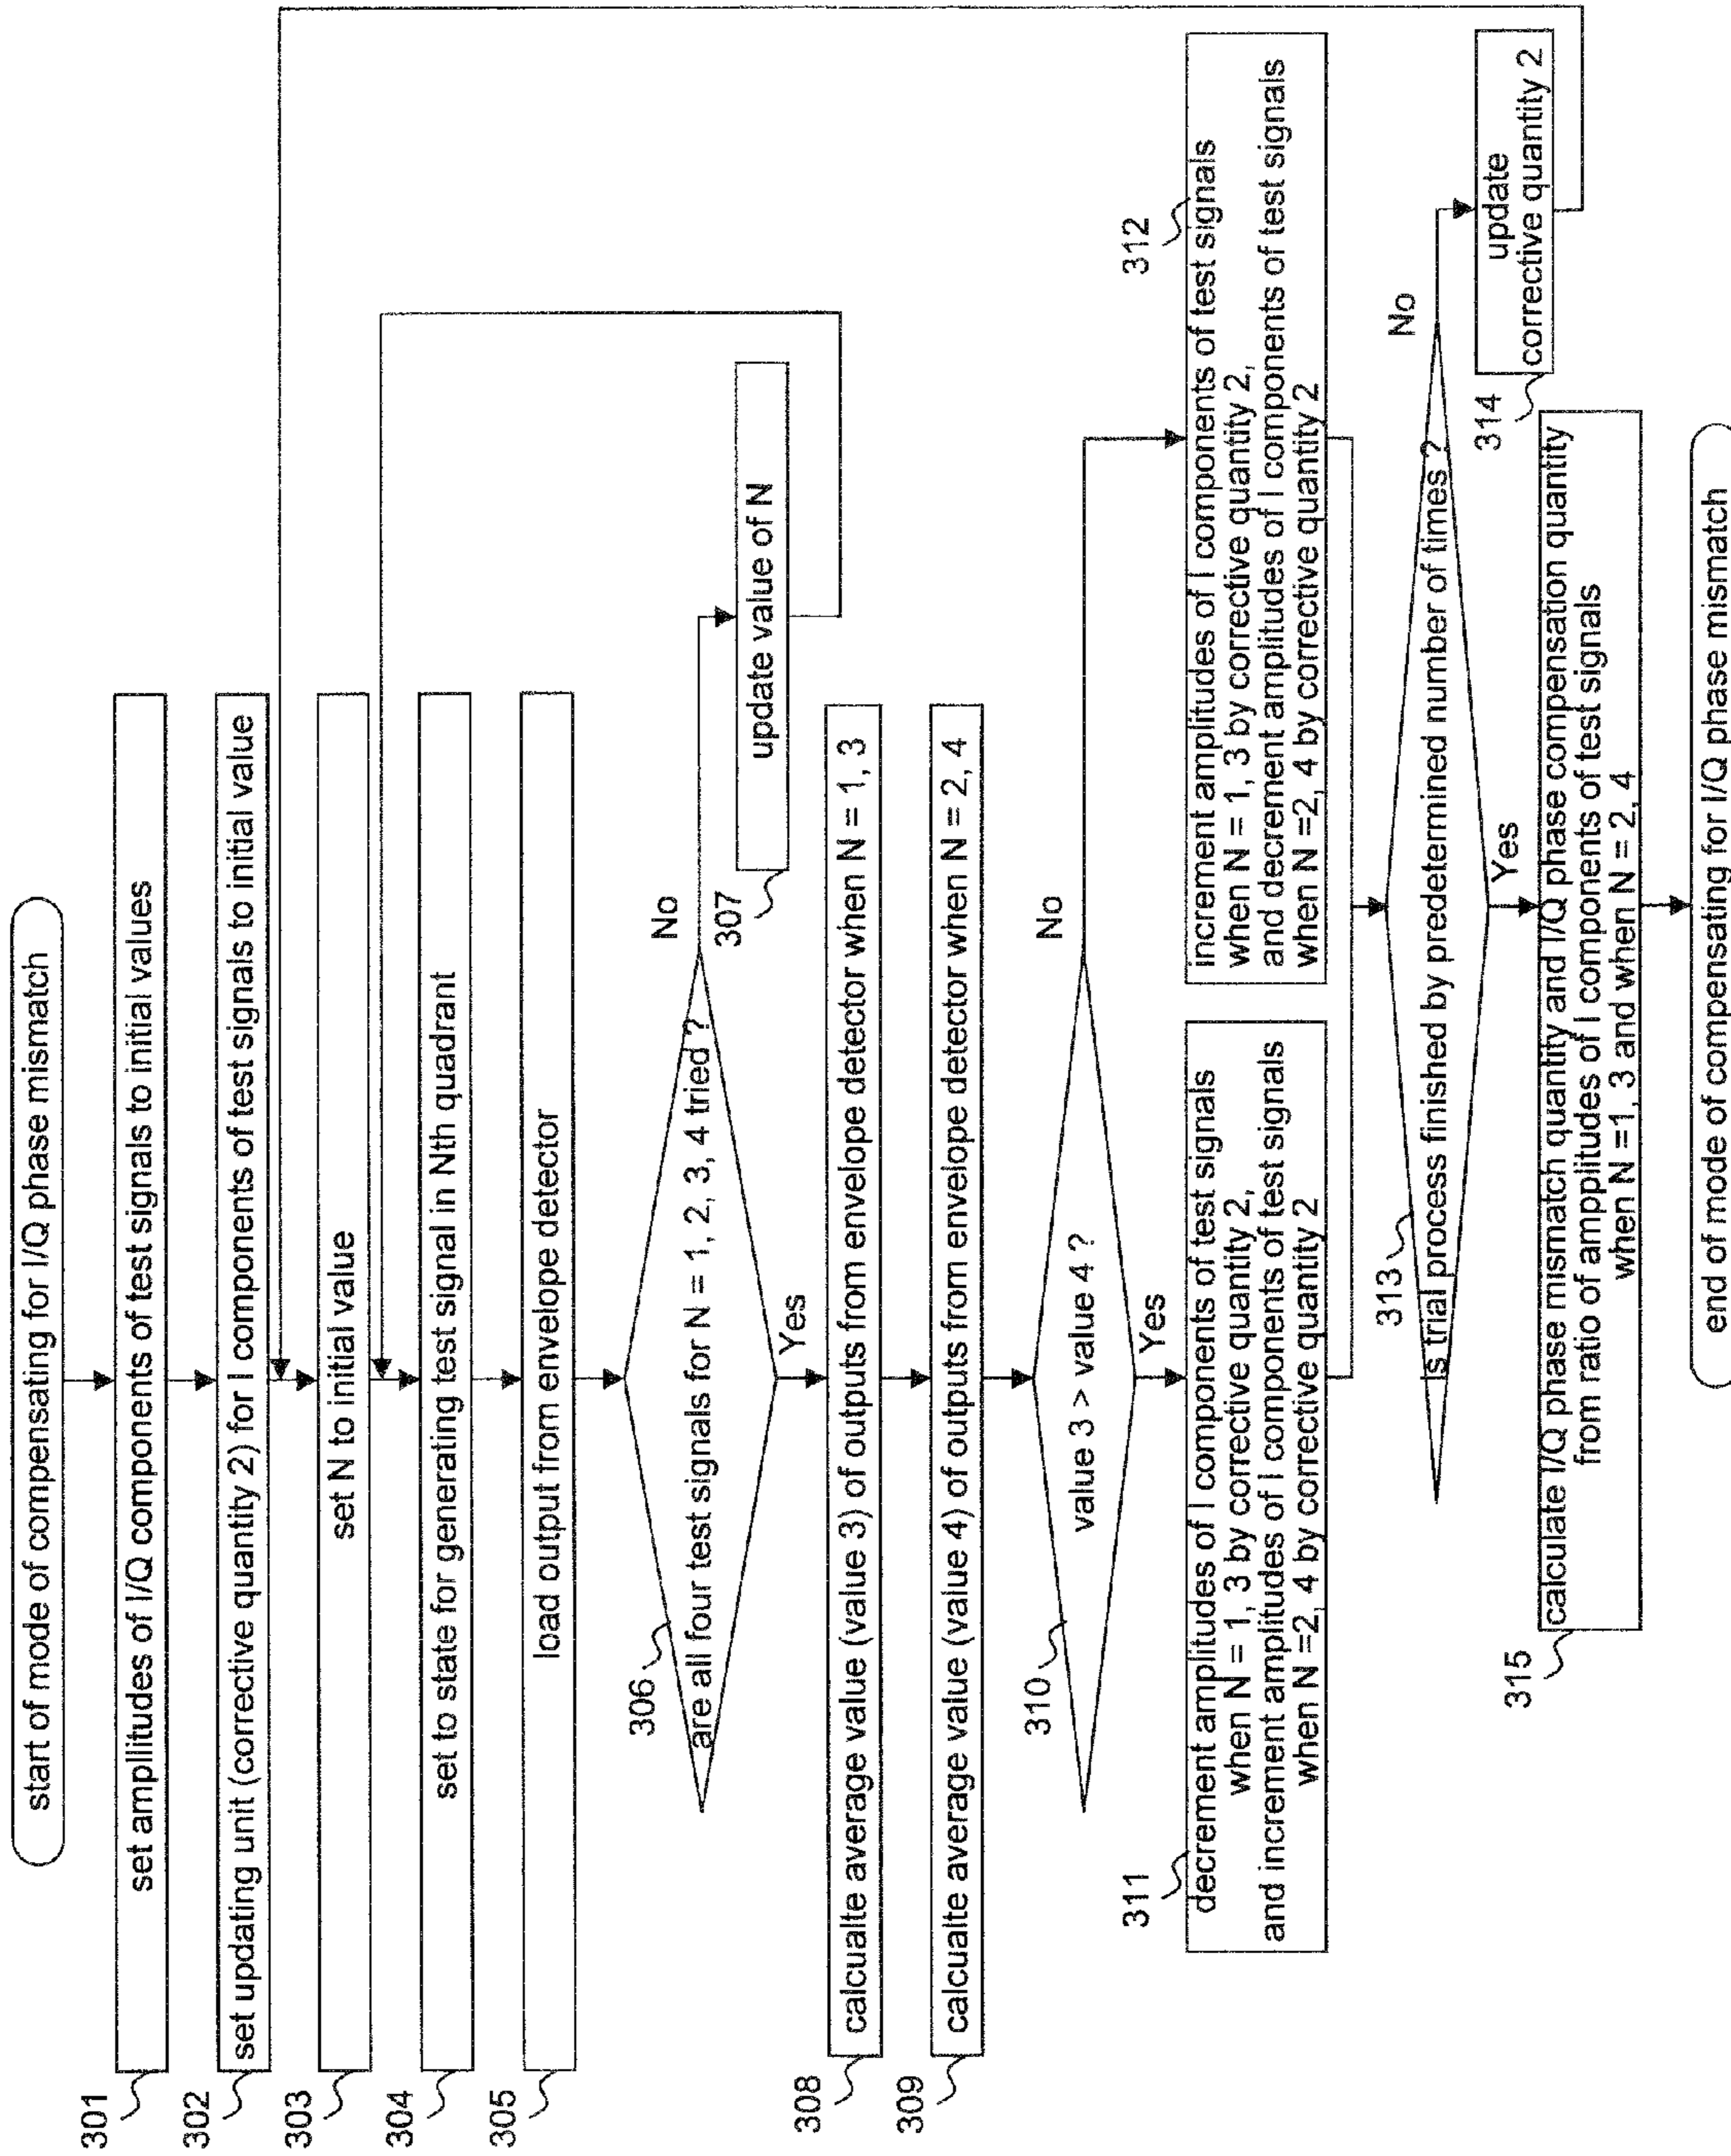 start of mode of compensating for I/Q phase mismatch
301
set amplitudes of I/Q components of test signals to initial values
302
set updating unit (corrective quantity 2) for I components of test signals to initial value
303
set N to initial value
304
set to state for generating test signal in Nth quadrant
305
load output from envelope detector
306
are all four test signals for N = 1, 2, 3, 4 tried ?
No
307
update value of N
Yes
308
calcualte average value (value 3) of outputs from envelope detector when N = 1, 3
309
calcualte average value (value 4) of outputs from envelope detector when N = 2, 4
310
value 3 > value 4 ?
No
Yes
311
decrement amplitudes of I components of test signals
when N = 1, 3 by corrective quantity 2,
and increment amplitudes of I components of test signals
when N =2, 4 by corrective quantity 2
312
increment amplitudes of I components of test signals
when N = 1, 3 by corrective quantity 2,
and decrement amplitudes of I components of test signals
when N =2, 4 by corrective quantity 2
313
Is trial process finished by predetermined number of times ?
No
314
update
corrective quantity 2
Yes
315
calculate I/Q phase mismatch quantity and I/Q phase compensation quantity
from ratio of ampplitudes of I components of test signals
when N =1, 3 and when N = 2, 4
end of mode of compensating for I/Q phase mismatch